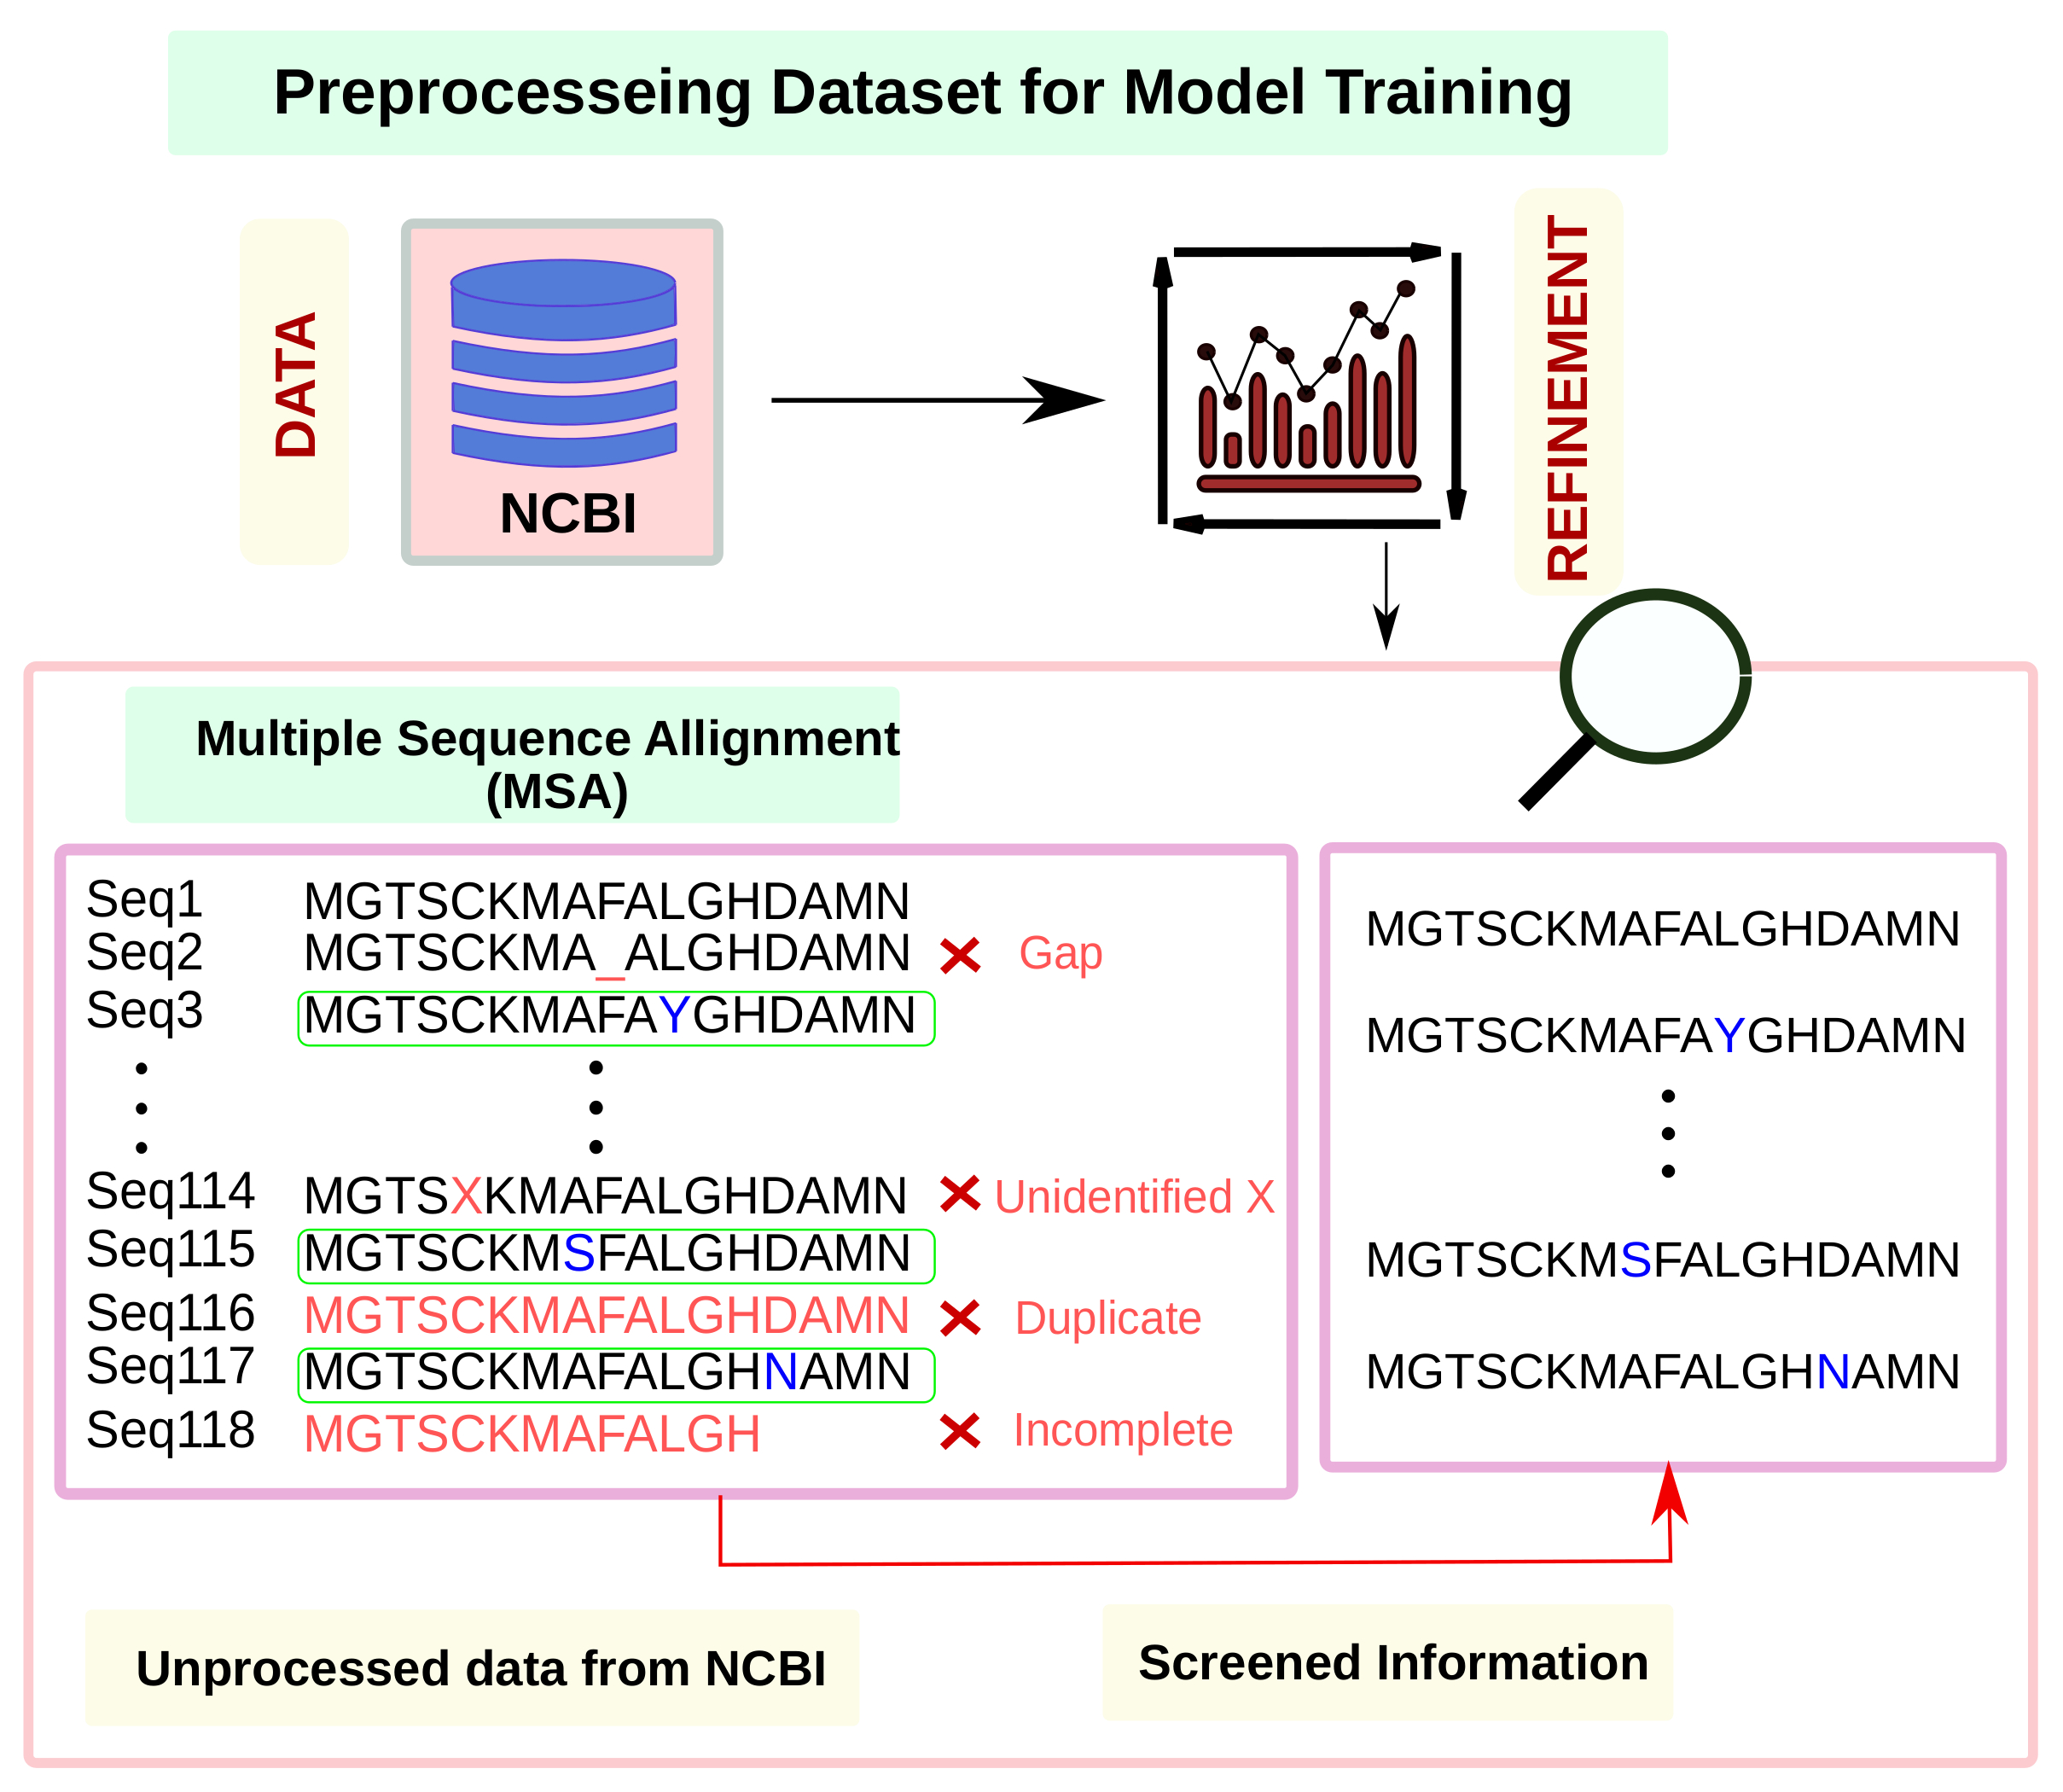 Preprocesseing Dataset for Model Training
DATA
NCBI
REFINEMENT
Multiple Sequence Allignment
(MSA)
Seq1 MGTSCKMAFALGHDAMN
Seq2 MGTSCKMA_ALGHDAMN Gap
Seq3 MGTSCKMAFAYGHDAMN
Seq114 MGTSXKMAFALGHDAMN Unidentified X
Seq115 MGTSCKMSFALGHDAMN
Seq116 MGTSCKMAFALGHDAMN Duplicate
Seq117 MGTSCKMAFALGHNAMN
Seq118 MGTSCKMAFALGH Incomplete
MGTSCKMAFALGHDAMN
MGTSCKMAFAYGHDAMN
MGTSCKMSFALGHDAMN
MGTSCKMAFALGHNAMN
Unprocessed data from NCBI
Screened Information